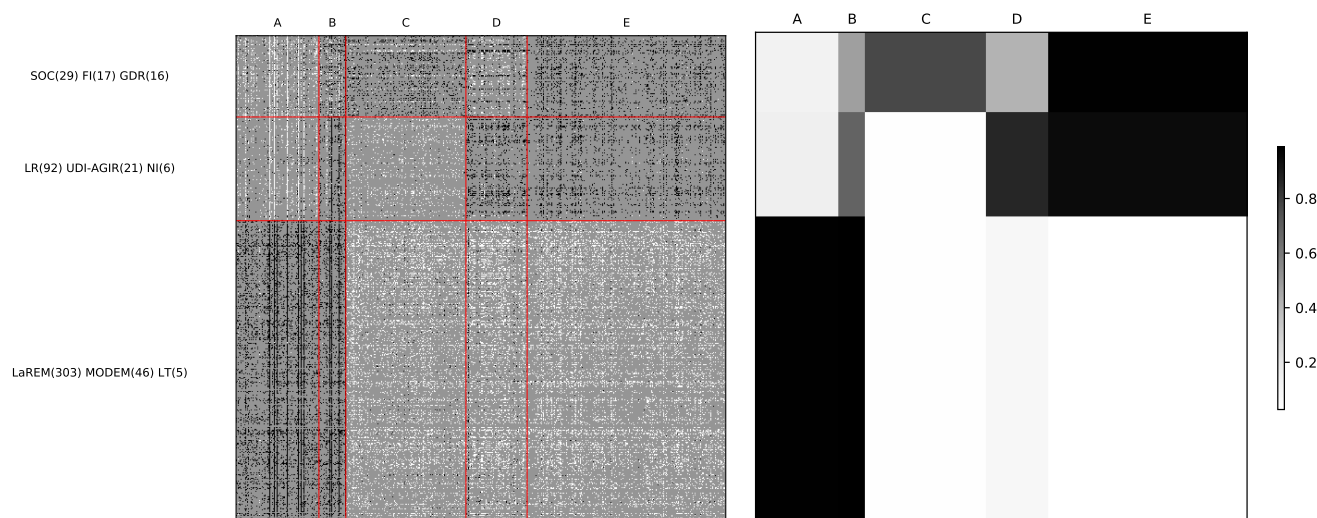 A B C D E
SOC(29) FI(17) GDR(16)
LR(92) UDI-AGIR(21) NI(6)
LaREM(303) MODEM(46) LT(5)
A B C D E
0.8
0.6
0.4
0.2